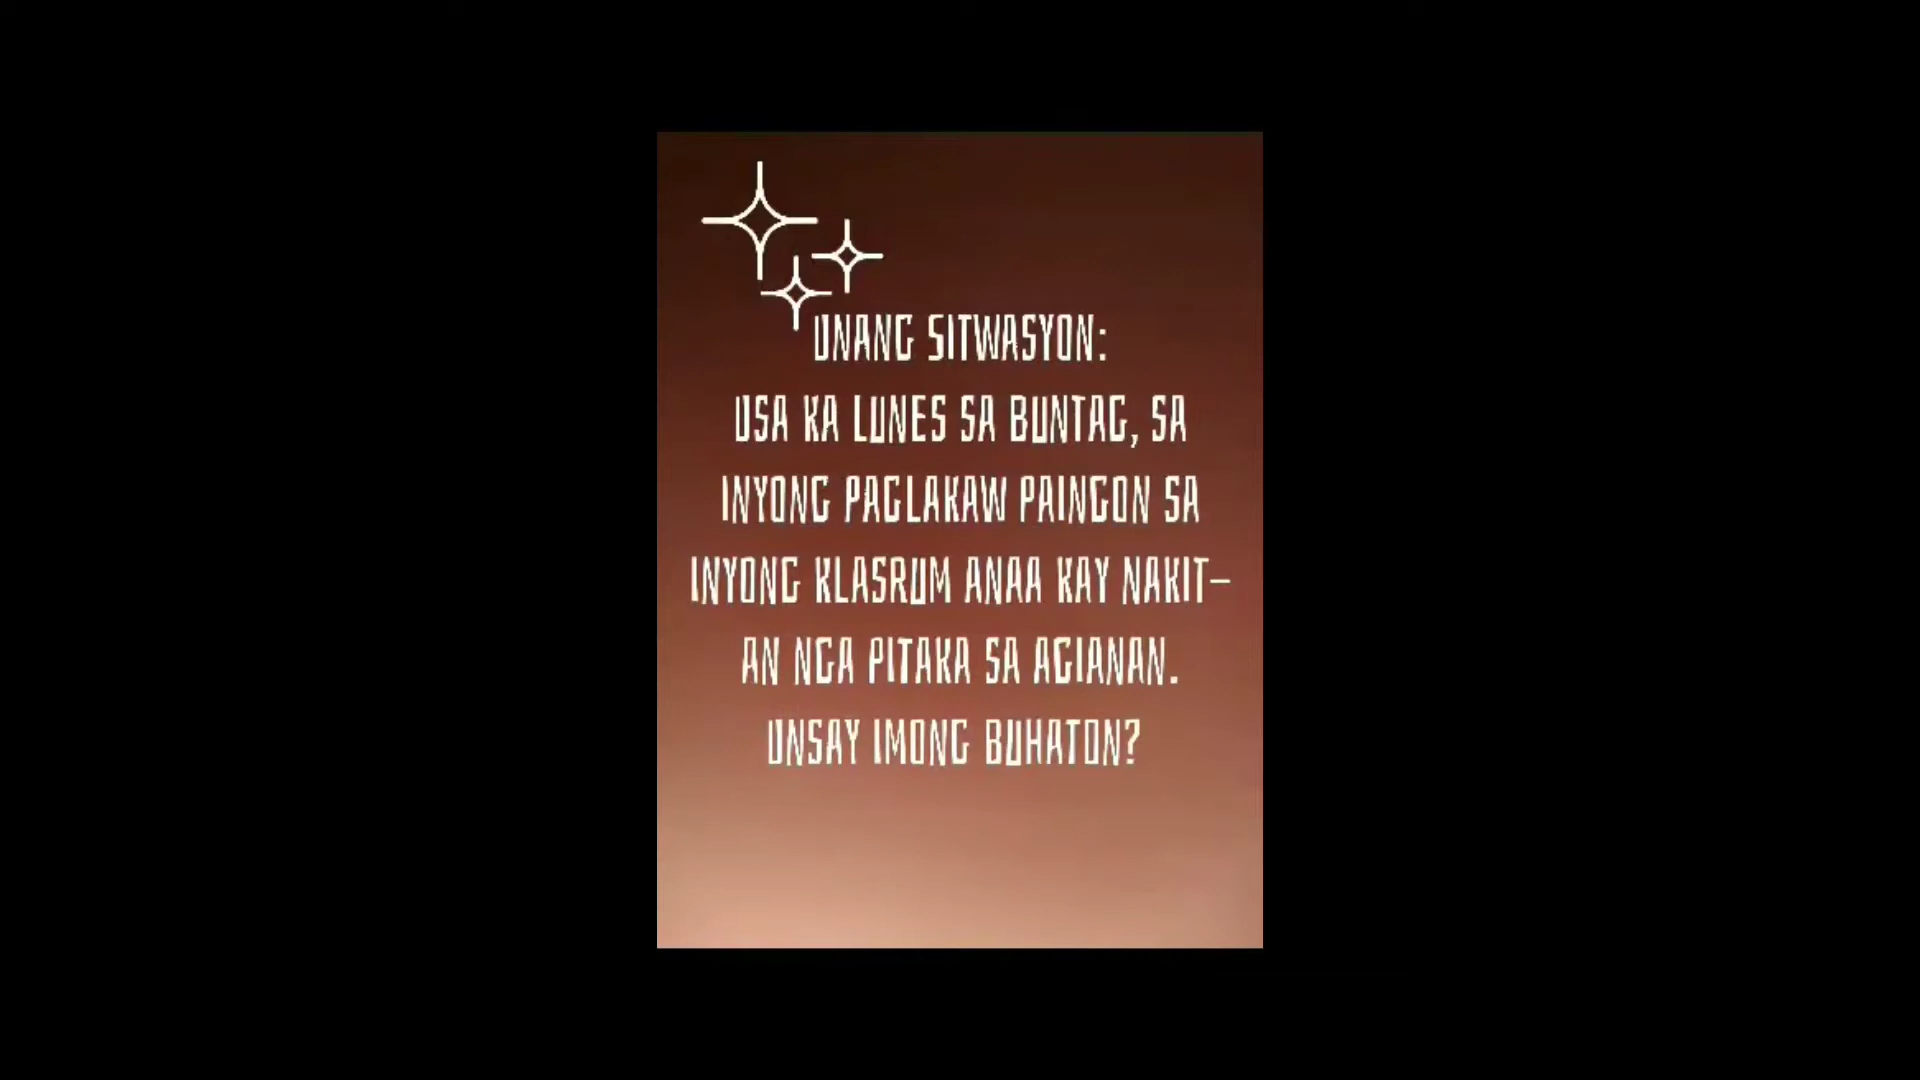 UNANG SITWASYON:
USA KA LUNES SA BUNTAG, SA
INYONG PAGLAKAW PAINGON SA
INYONG KLASRUM ANAA KAY NAKIT-
AN NGA PITAKA SA AGIANAN.
UNSAY IMONG BUHATON?